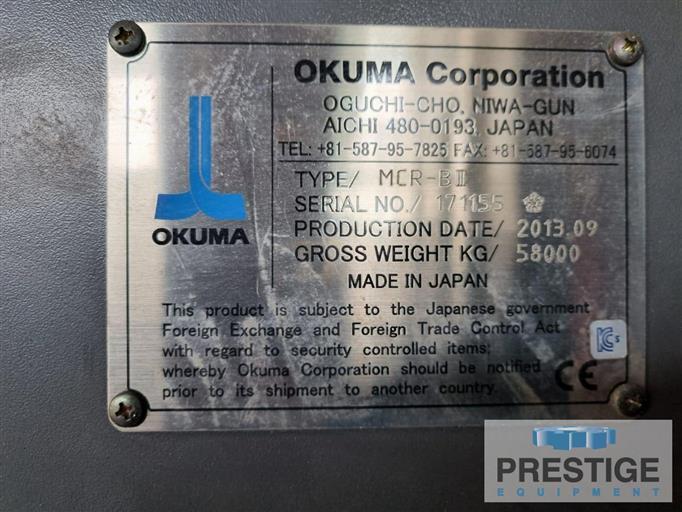 OKUMA Corporation
OGUCHI-CHO, NIWA-GUN
AICHI 480-0193, JAPAN
TEL: +81-587-95-7825 FAX: +81-587-95-6074
TYPE/ MCR-BⅡ
SERIAL NO./ 171155
PRODUCTION DATE/ 2013.09
GROSS WEIGHT KG/ 58000
MADE IN JAPAN
OKUMA
This product is subject to the Japanese government
Foreign Exchange and Foreign Trade Control Act
with regard to security controlled items;
whereby Okuma Corporation should be notified
prior to its shipment to another country.
CE
PRESTIGE
EQUIPMENT